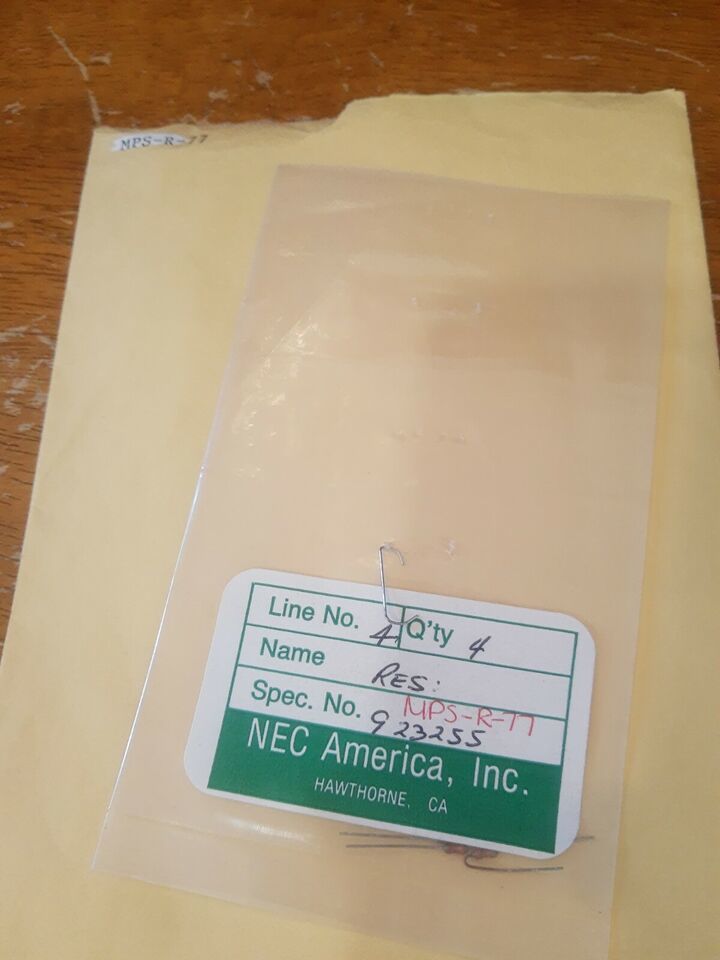 MPS-R-77
Line No. 4 Q'ty 4
Name RES:
MPS-R-77
Spec. No. 923255
NEC America, Inc.
HAWTHORNE, CA